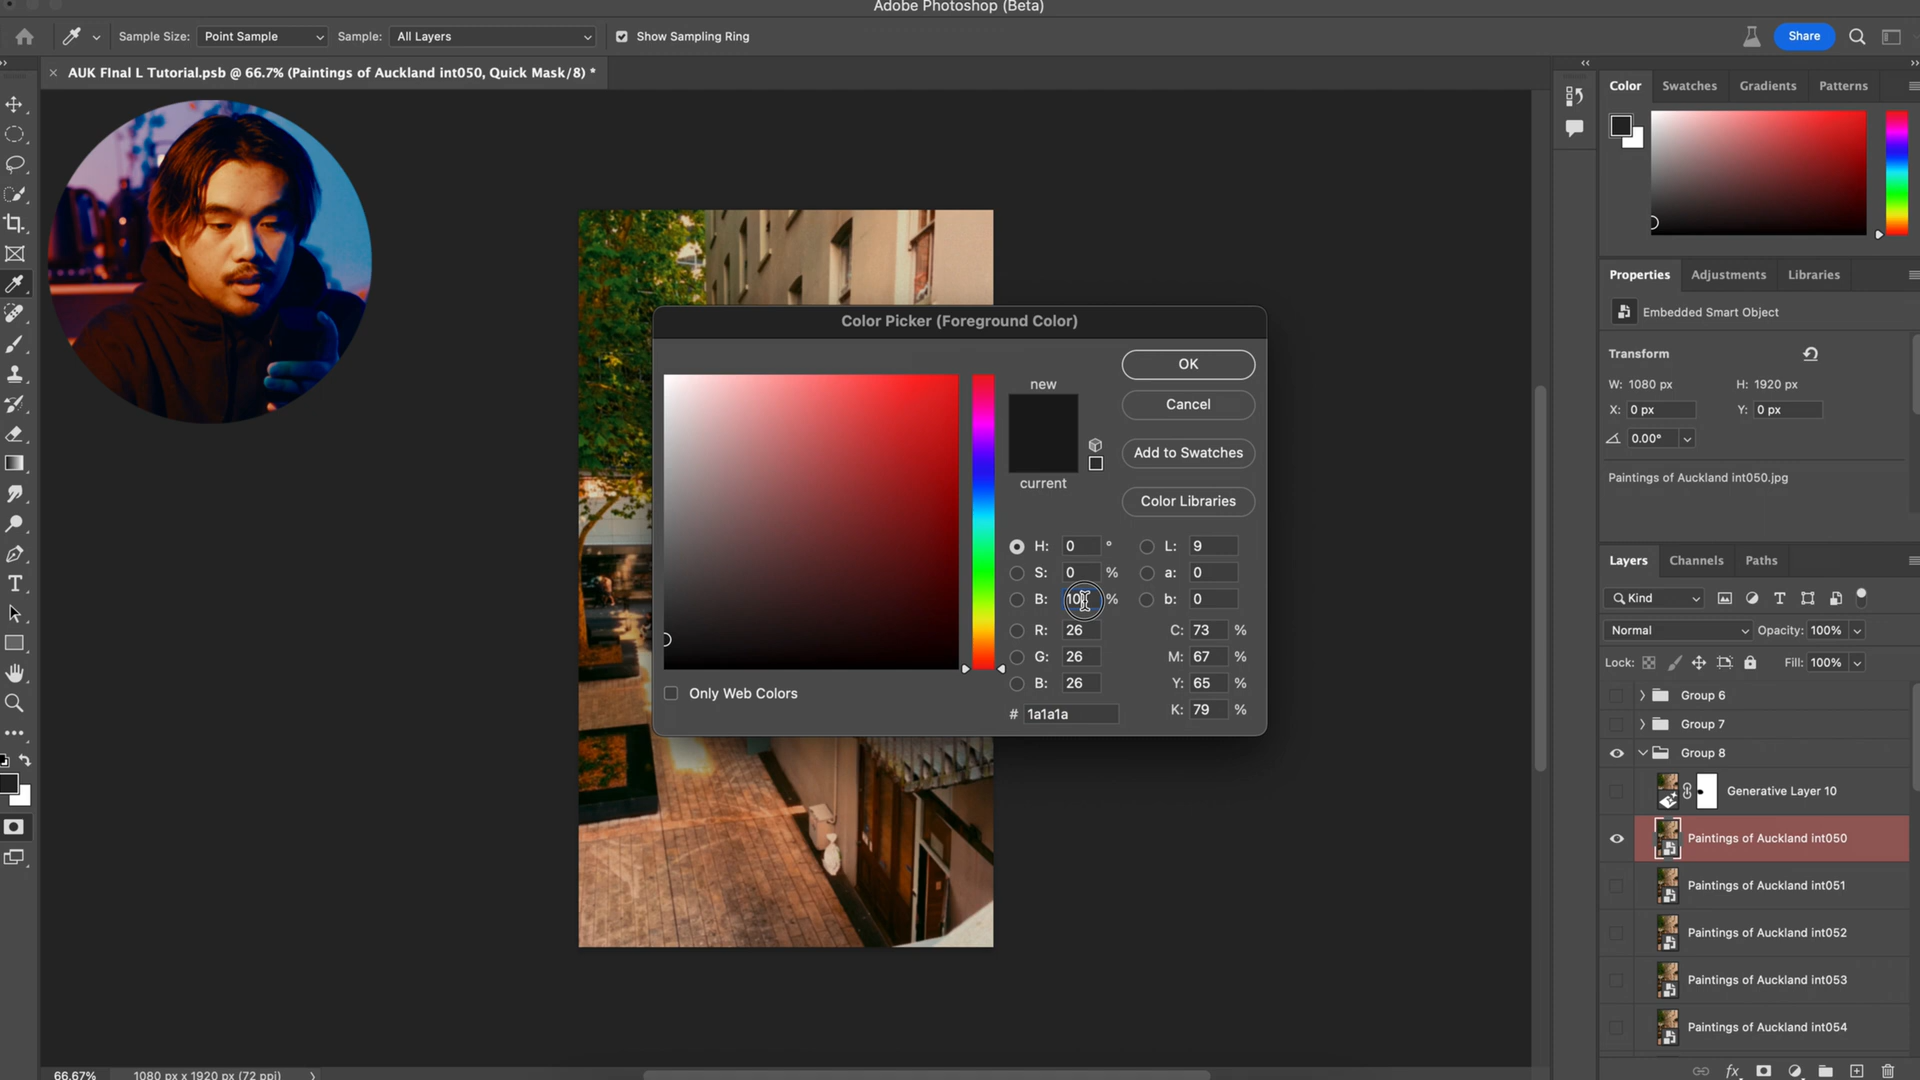 Adobe Photoshop (Beta)
Sample Size: Point Sample Sample: All Layers Show Sampling Ring Share
× AUK FInal L Tutorial.psb @ 66.7% (Paintings of Auckland int050, Quick Mask/8) *
Color Swatches Gradients Patterns
Properties Adjustments Libraries
Embedded Smart Object
Transform
W: 1080 px H: 1920 px
X: 0 px Y: 0 px
0.00°
Paintings of Auckland int050.jpg
Color Picker (Foreground Color)
new
current
OK
Cancel
Add to Swatches
Color Libraries
H: 0 ° L: 9
S: 0 % a: 0
B: 10 % b: 0
R: 26 C: 73 %
G: 26 M: 67 %
B: 26 Y: 65 %
# 1a1a1a K: 79 %
Only Web Colors
Layers Channels Paths
Kind
Normal Opacity: 100%
Lock: Fill: 100%
Group 6
Group 7
Group 8
Generative Layer 10
Paintings of Auckland int050
Paintings of Auckland int051
Paintings of Auckland int052
Paintings of Auckland int053
Paintings of Auckland int054
fx
66.67% 1080 px x 1920 px (72 ppi)